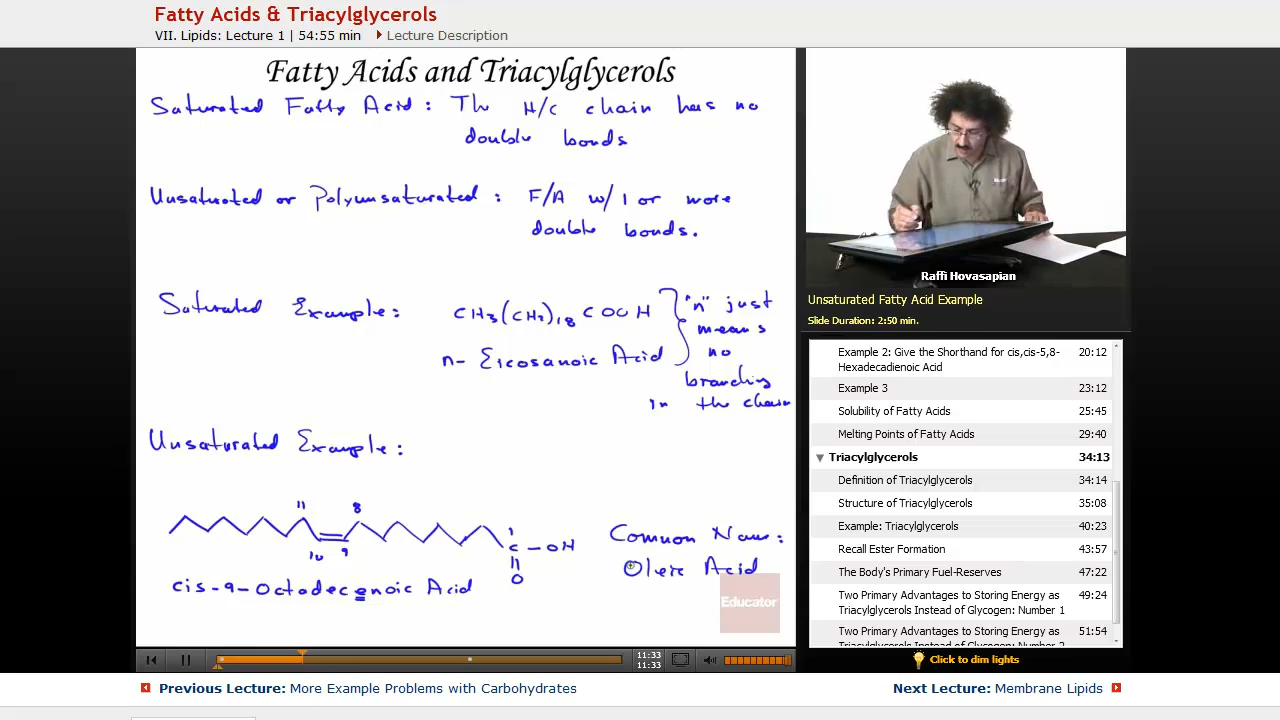 Fatty Acids & Triacylglycerols
VII. Lipids: Lecture 1 | 54:55 min
Lecture Description
Fatty Acids and Triacylglycerols
Saturated Fatty Acid : The H/C chain has no
double bonds
Unsaturated or Polyunsaturated : F/A w/ 1 or more
double bonds.
Saturated Example: CH3(CH2)18 COOH
n- Eicosanoic Acid
"n" just
means
no
branching
in the chain
Unsaturated Example:
11
8
10
9
1
C - OH
O
cis-9-Octadecenoic Acid
Common Name:
Oleic Acid
Educator
11:33
11:33
Raffi Hovasapian
Unsaturated Fatty Acid Example
Slide Duration: 2:50 min.
Example 2: Give the Shorthand for cis,cis-5,8- 20:12
Hexadecadienoic Acid
Example 3 23:12
Solubility of Fatty Acids 25:45
Melting Points of Fatty Acids 29:40
Triacylglycerols 34:13
Definition of Triacylglycerols 34:14
Structure of Triacylglycerols 35:08
Example: Triacylglycerols 40:23
Recall Ester Formation 43:57
The Body's Primary Fuel-Reserves 47:22
Two Primary Advantages to Storing Energy as 49:24
Triacylglycerols Instead of Glycogen: Number 1
Two Primary Advantages to Storing Energy as 51:54
Triacylglycerols Instead of Glycogen: Number 2
Click to dim lights
Previous Lecture: More Example Problems with Carbohydrates
Next Lecture: Membrane Lipids